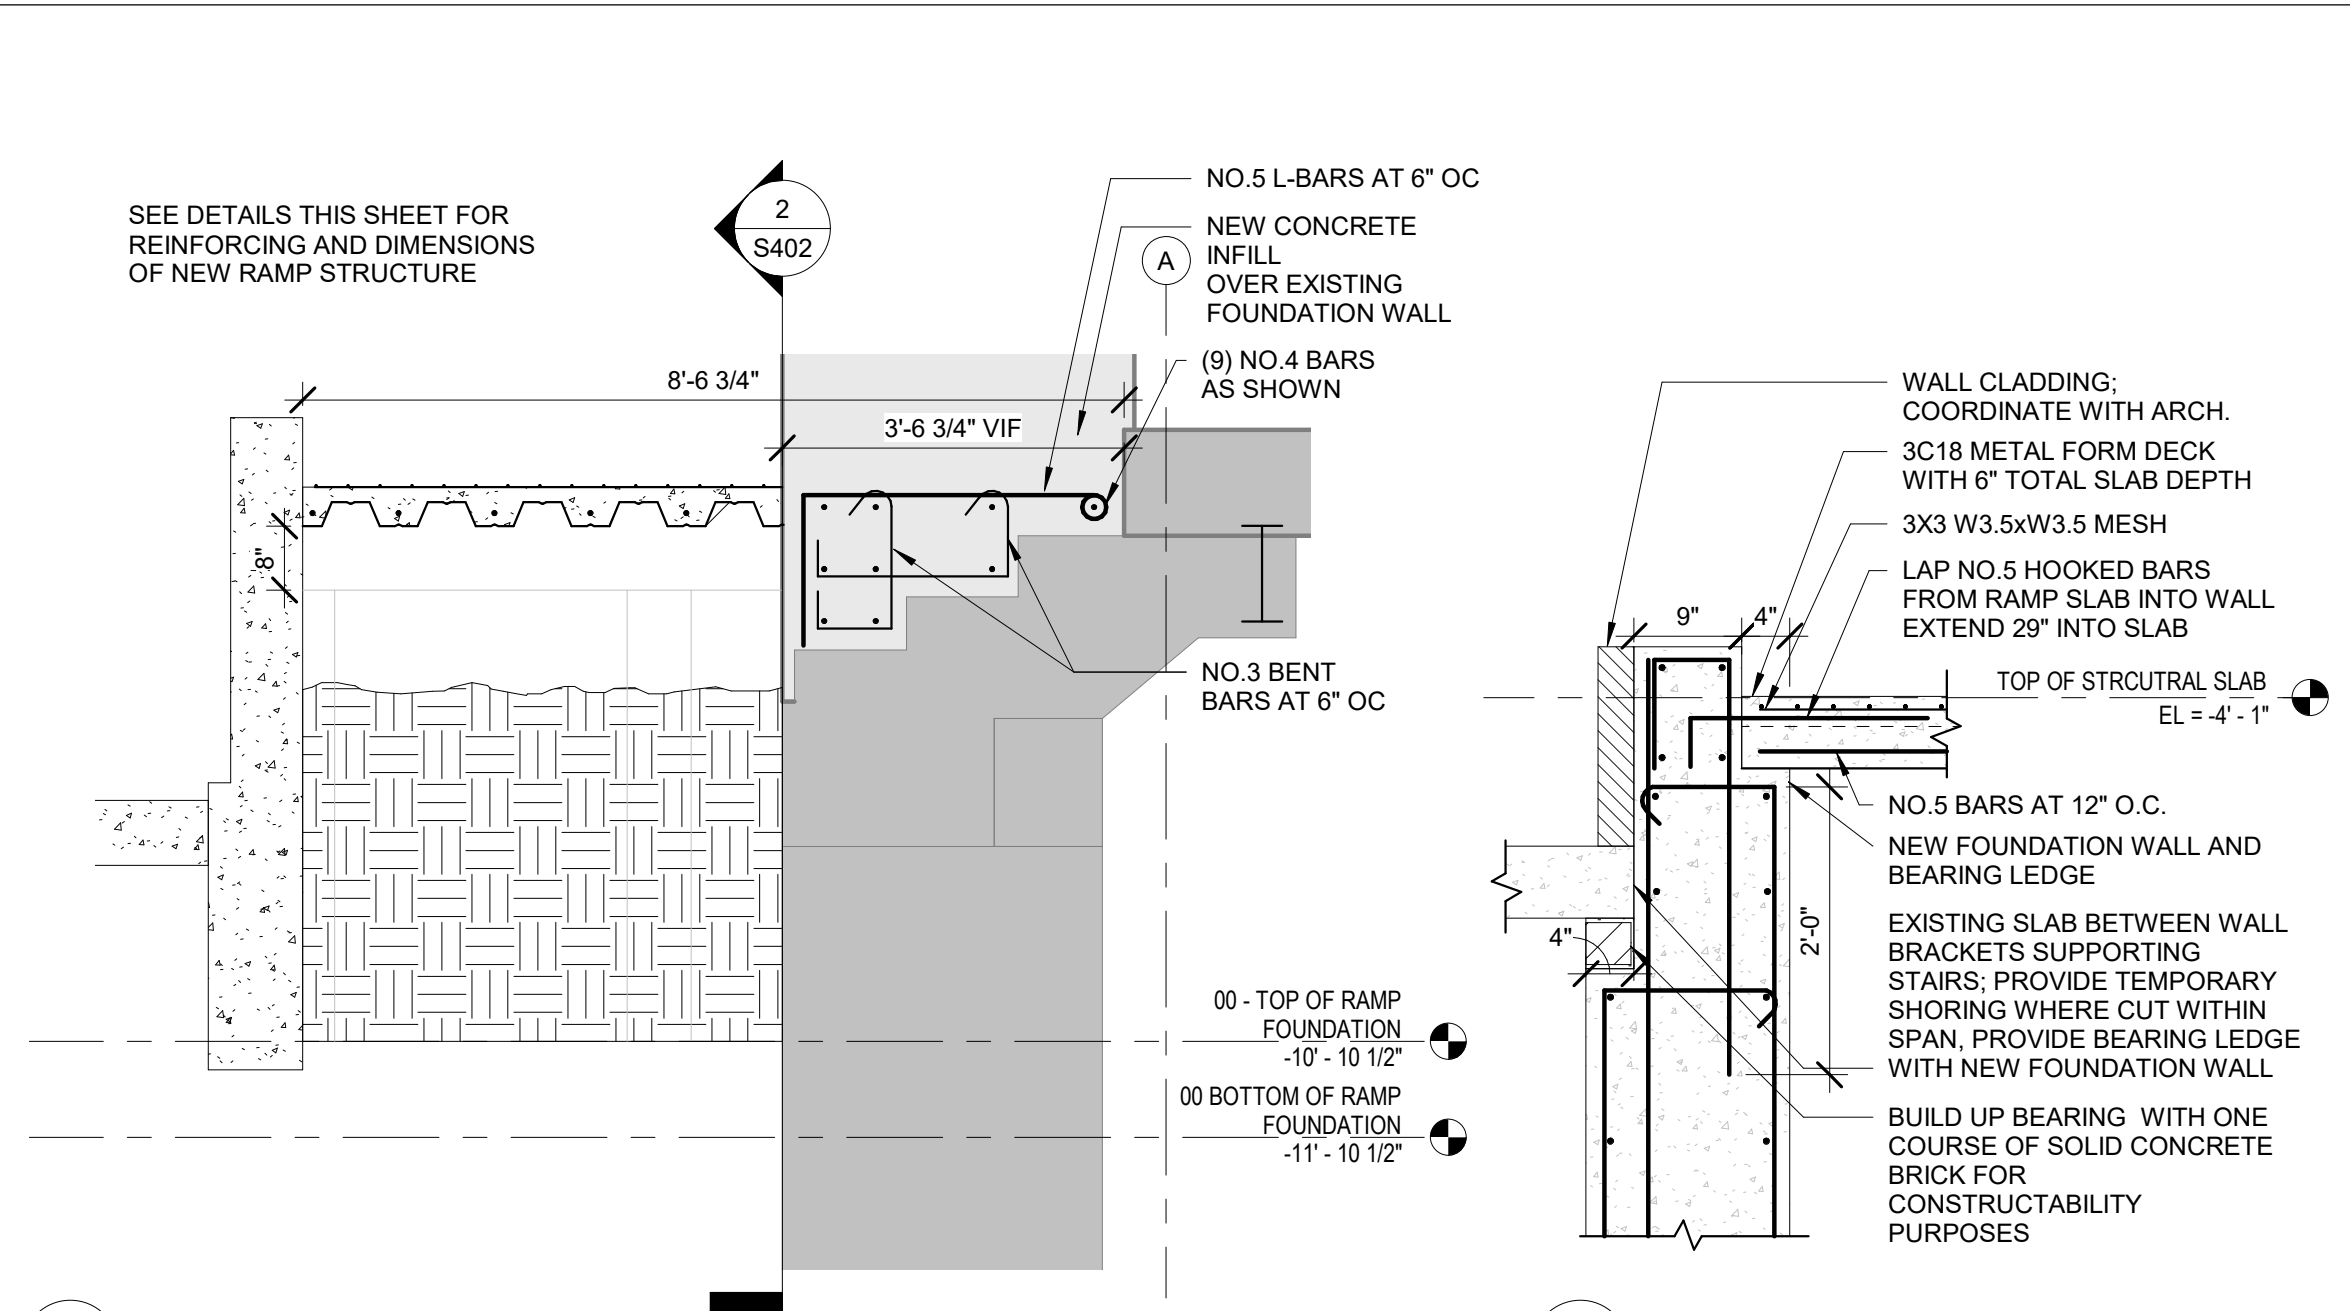 SEE DETAILS THIS SHEET FOR
REINFORCING AND DIMENSIONS
OF NEW RAMP STRUCTURE
2
S402
NO.5 L-BARS AT 6" OC
NEW CONCRETE
INFILL
OVER EXISTING
FOUNDATION WALL
A
(9) NO.4 BARS
AS SHOWN
8'-6 3/4"
3'-6 3/4" VIF
8"
NO.3 BENT
BARS AT 6" OC
00 - TOP OF RAMP
FOUNDATION
-10' - 10 1/2"
00 BOTTOM OF RAMP
FOUNDATION
-11' - 10 1/2"
WALL CLADDING;
COORDINATE WITH ARCH.
3C18 METAL FORM DECK
WITH 6" TOTAL SLAB DEPTH
3X3 W3.5xW3.5 MESH
LAP NO.5 HOOKED BARS
FROM RAMP SLAB INTO WALL
EXTEND 29" INTO SLAB
9"
4"
TOP OF STRCUTRAL SLAB
EL = -4' - 1"
NO.5 BARS AT 12" O.C.
NEW FOUNDATION WALL AND
BEARING LEDGE
2'-0"
4"
EXISTING SLAB BETWEEN WALL
BRACKETS SUPPORTING
STAIRS; PROVIDE TEMPORARY
SHORING WHERE CUT WITHIN
SPAN, PROVIDE BEARING LEDGE
WITH NEW FOUNDATION WALL
BUILD UP BEARING  WITH ONE
COURSE OF SOLID CONCRETE
BRICK FOR
CONSTRUCTABILITY
PURPOSES